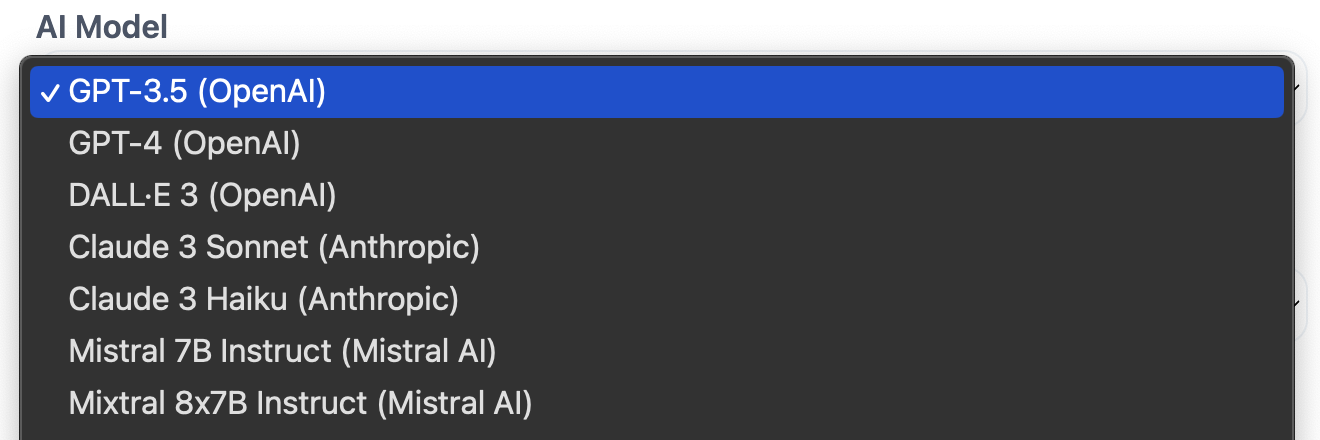 AI Model
✓ GPT-3.5 (OpenAI)
GPT-4 (OpenAI)
DALL·E 3 (OpenAI)
Claude 3 Sonnet (Anthropic)
Claude 3 Haiku (Anthropic)
Mistral 7B Instruct (Mistral AI)
Mixtral 8x7B Instruct (Mistral AI)